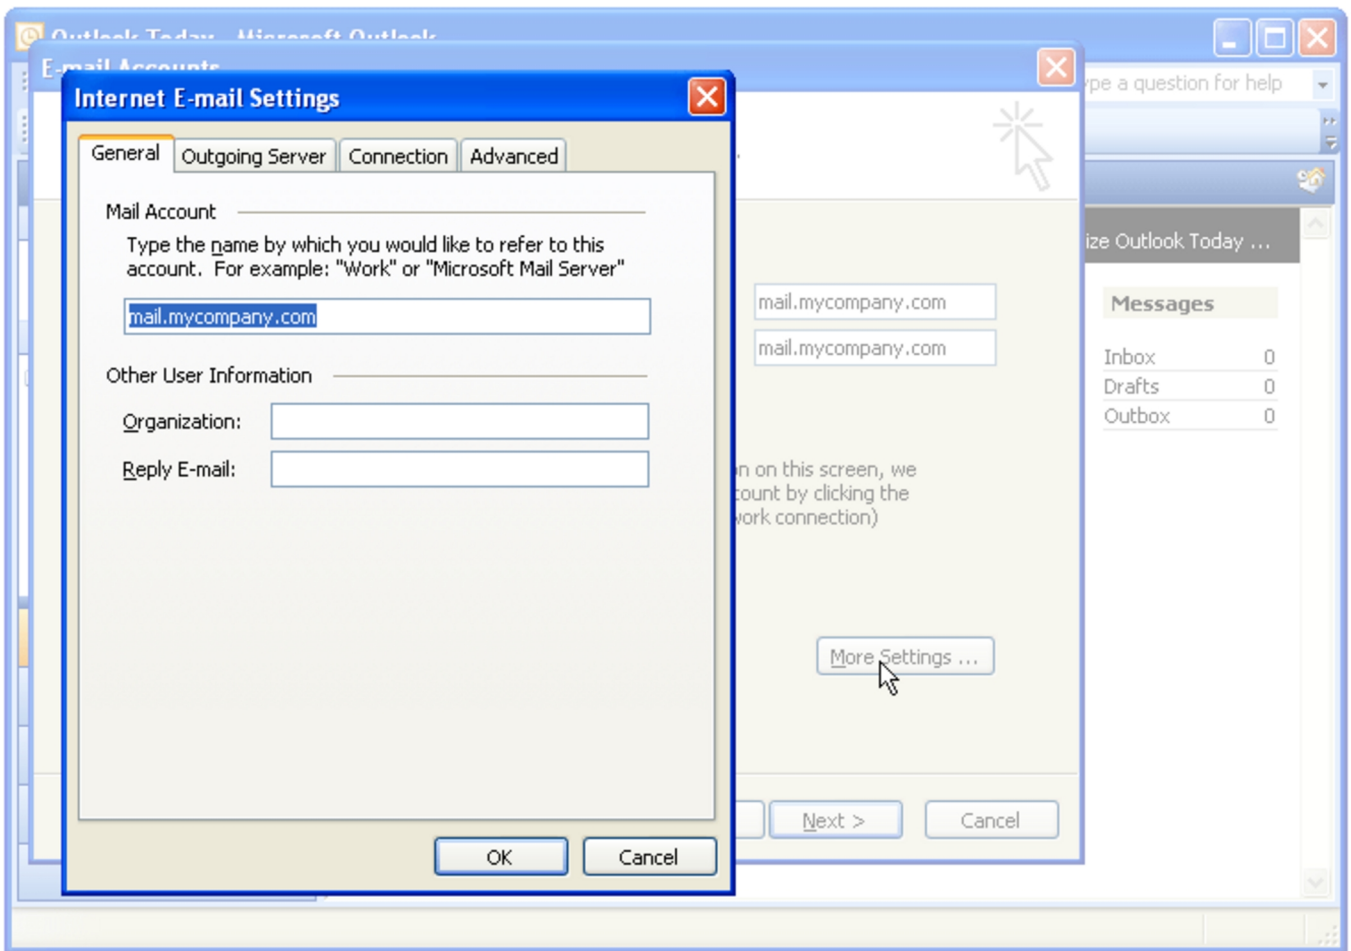 Outlook Today - Microsoft Outlook
E-mail Accounts
Internet E-mail Settings
General
Outgoing Server
Connection
Advanced
Mail Account
Type the name by which you would like to refer to this
account. For example: "Work" or "Microsoft Mail Server"
mail.mycompany.com
Other User Information
Organization:
Reply E-mail:
OK
Cancel
mail.mycompany.com
mail.mycompany.com
on this screen, we
by clicking the
connection)
More Settings ...
Next >
Cancel
a question for help
Outlook Today ...
Messages
Inbox 0
Drafts 0
Outbox 0